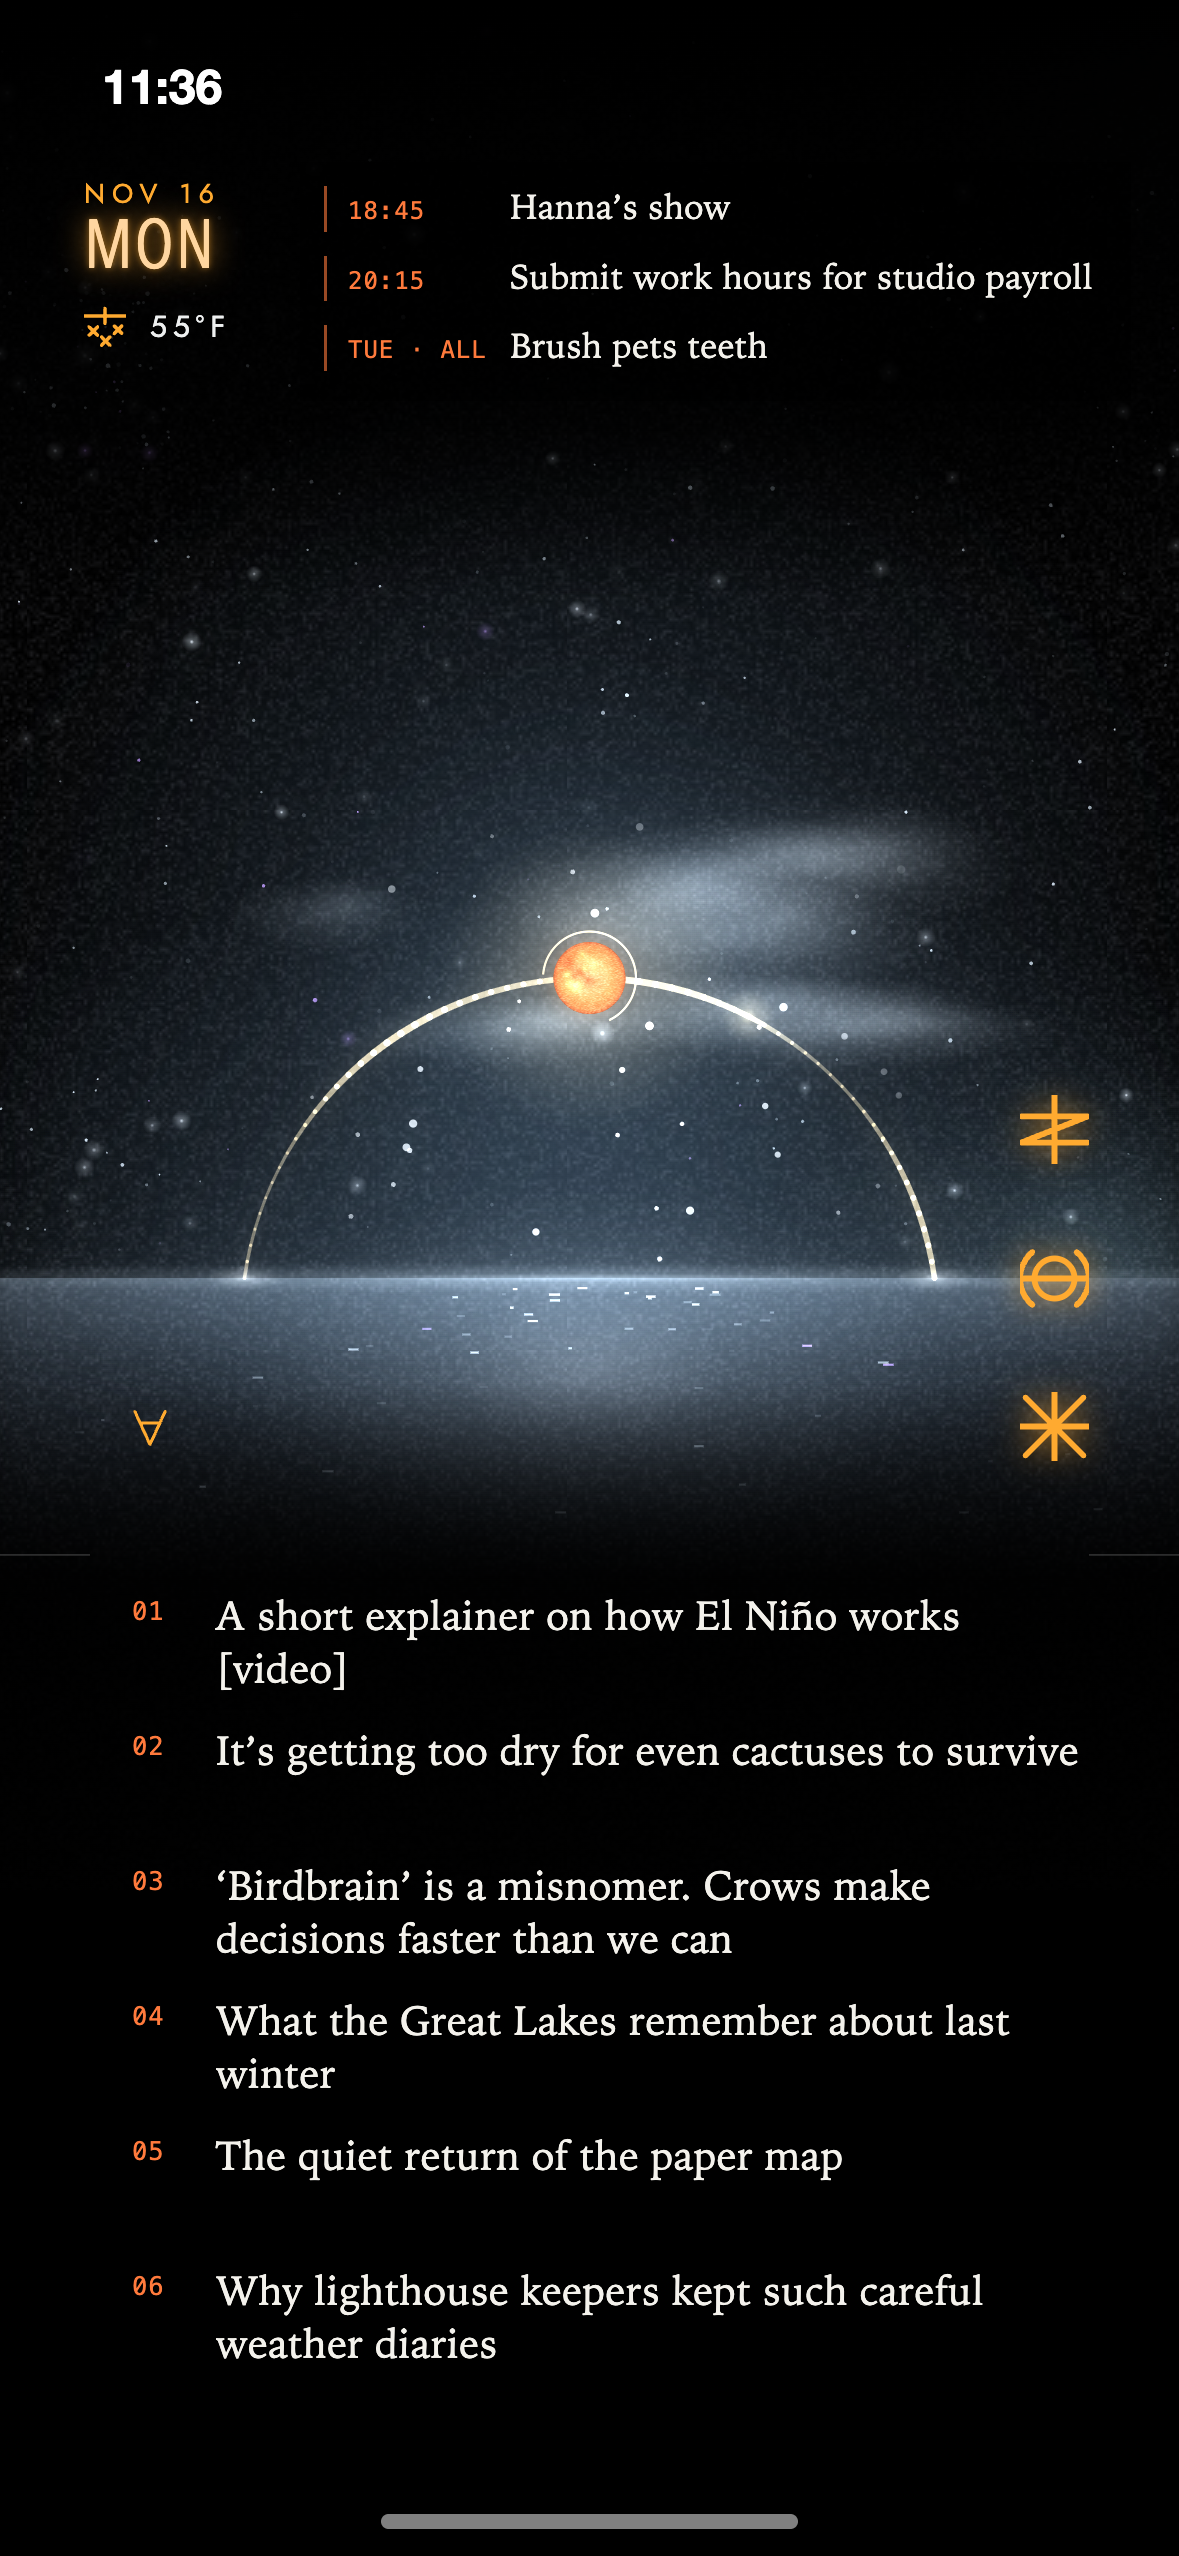 11:36
NOV 16
MON
55°F
18:45 Hanna’s show
20:15 Submit work hours for studio payroll
TUE · ALL Brush pets teeth
01 A short explainer on how El Niño works
[video]
02 It’s getting too dry for even cactuses to survive
03 ‘Birdbrain’ is a misnomer. Crows make
decisions faster than we can
04 What the Great Lakes remember about last
winter
05 The quiet return of the paper map
06 Why lighthouse keepers kept such careful
weather diaries